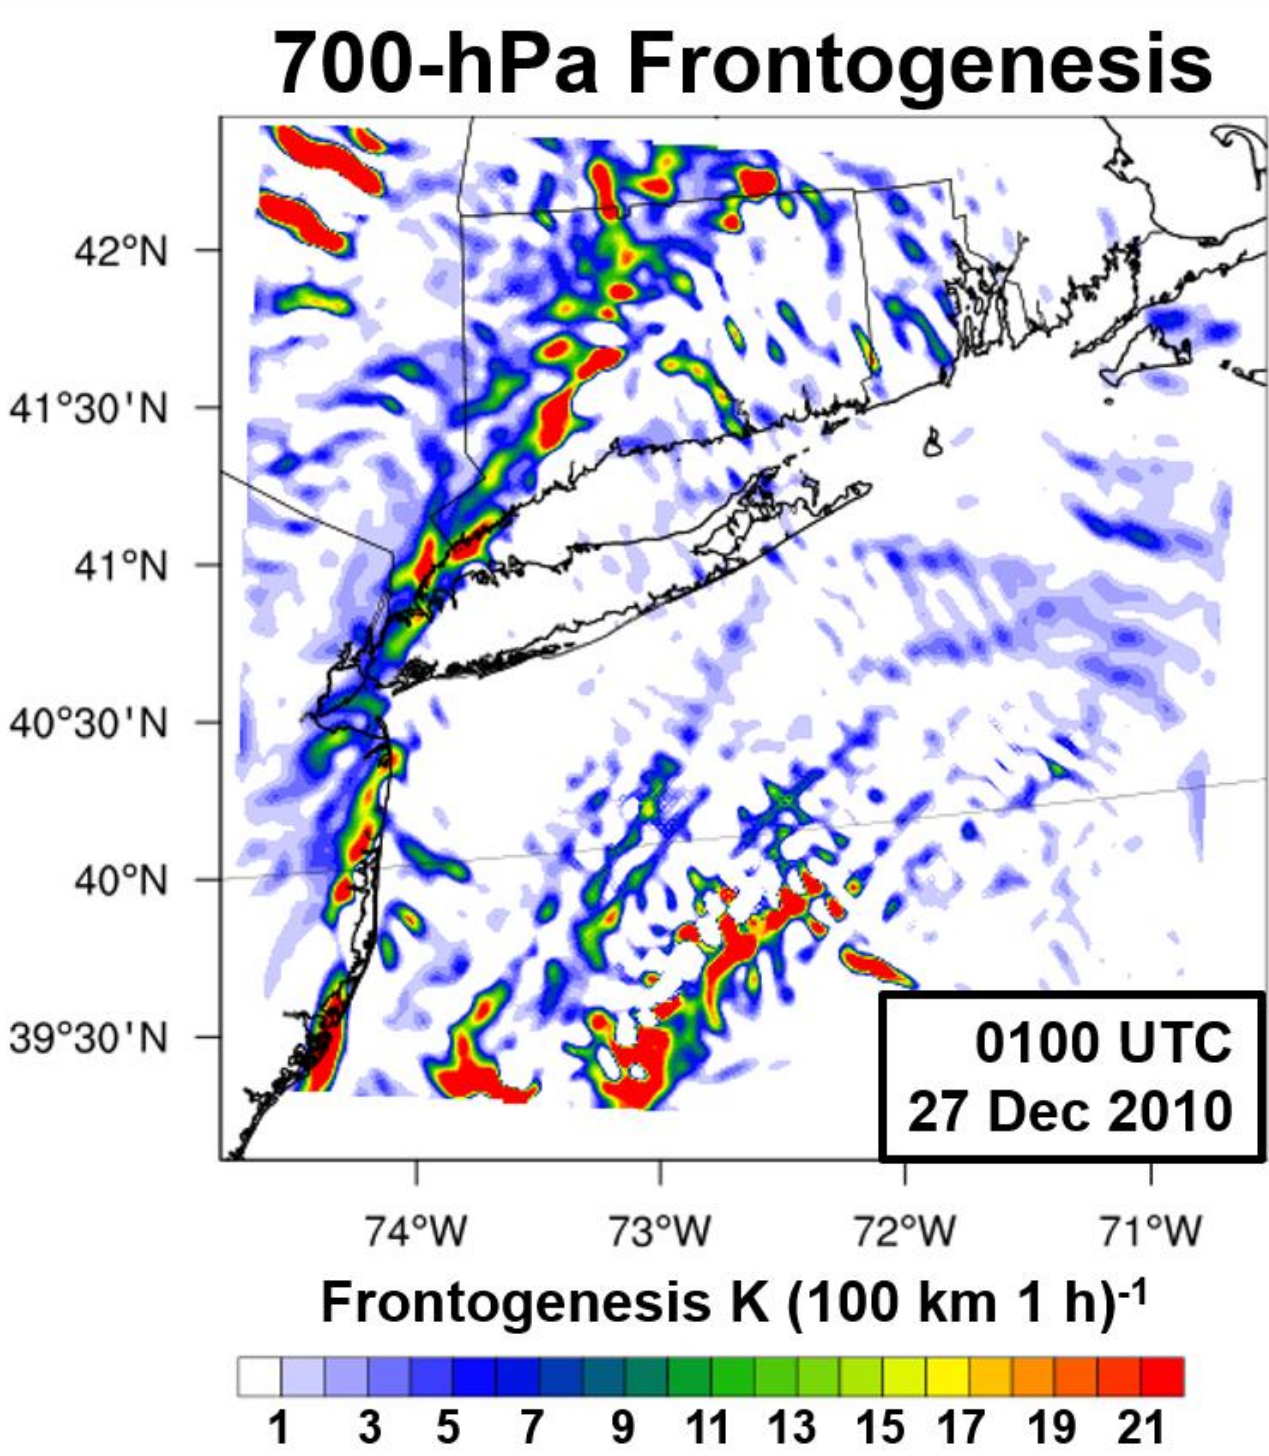 700-hPa Frontogenesis
42°N
41°30'N
41°N
40°30'N
40°N
39°30'N
0100 UTC
27 Dec 2010
74°W 73°W 72°W 71°W
Frontogenesis K (100 km 1 h)-1
1 3 5 7 9 11 13 15 17 19 21